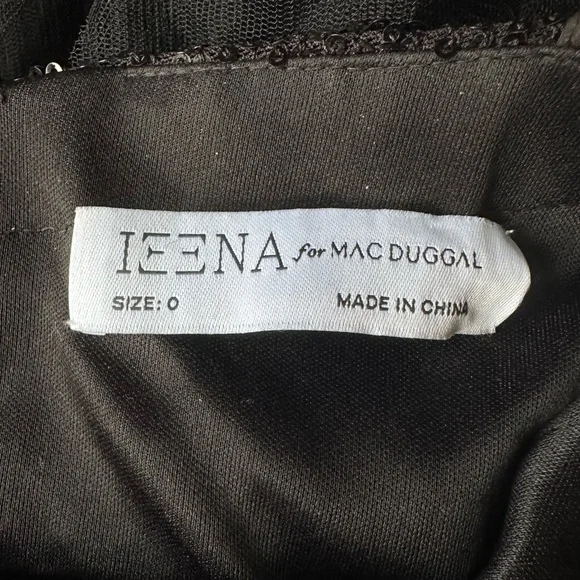 IEENA for MAC DUGGAL
SIZE: 0
MADE IN CHINA